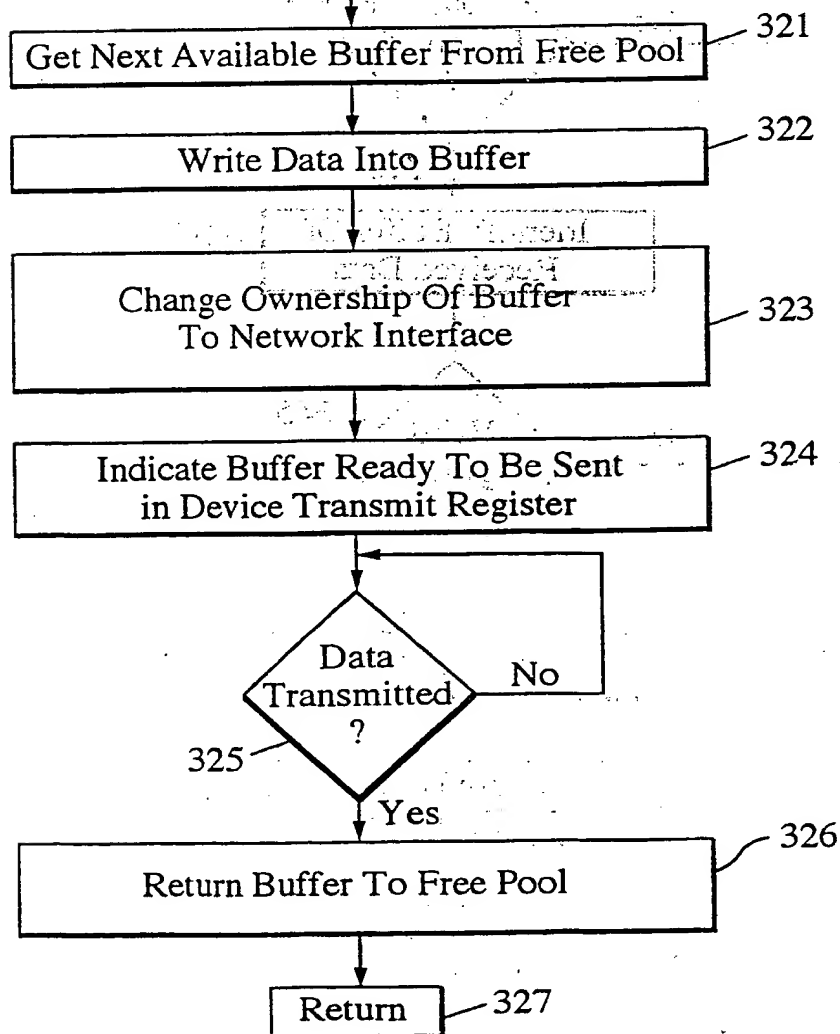 Get Next Available Buffer From Free Pool
321
Write Data Into Buffer
322
Change Ownership Of Buffer
To Network Interface
323
Indicate Buffer Ready To Be Sent
in Device Transmit Register
324
Data
Transmitted
?
No
325
Yes
Return Buffer To Free Pool
326
Return
327